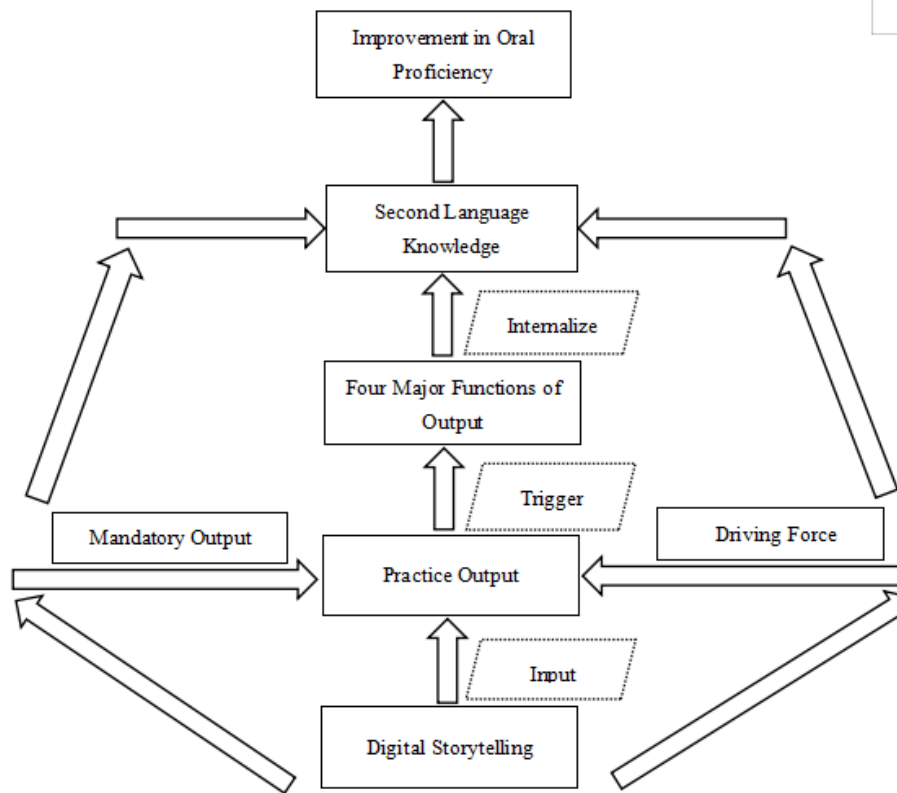 Improvement in Oral
Proficiency
Second Language
Knowledge
Internalize
Four Major Functions of
Output
Trigger
Mandatory Output
Driving Force
Practice Output
Input
Digital Storytelling